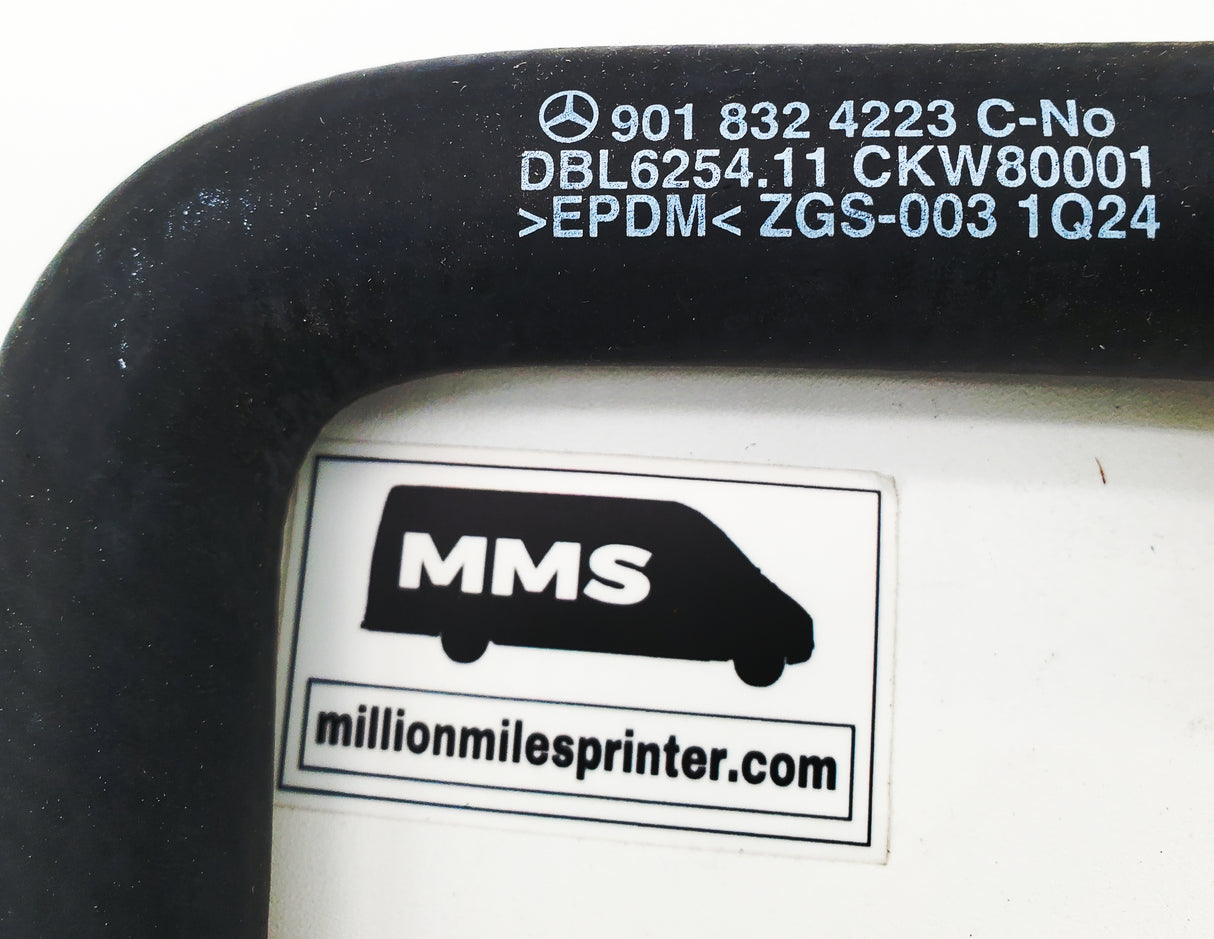 901 832 4223 C-No
DBL6254.11 CKW80001
>EPDM< ZGS-003 1Q24
MMS
millionmilesprinter.com